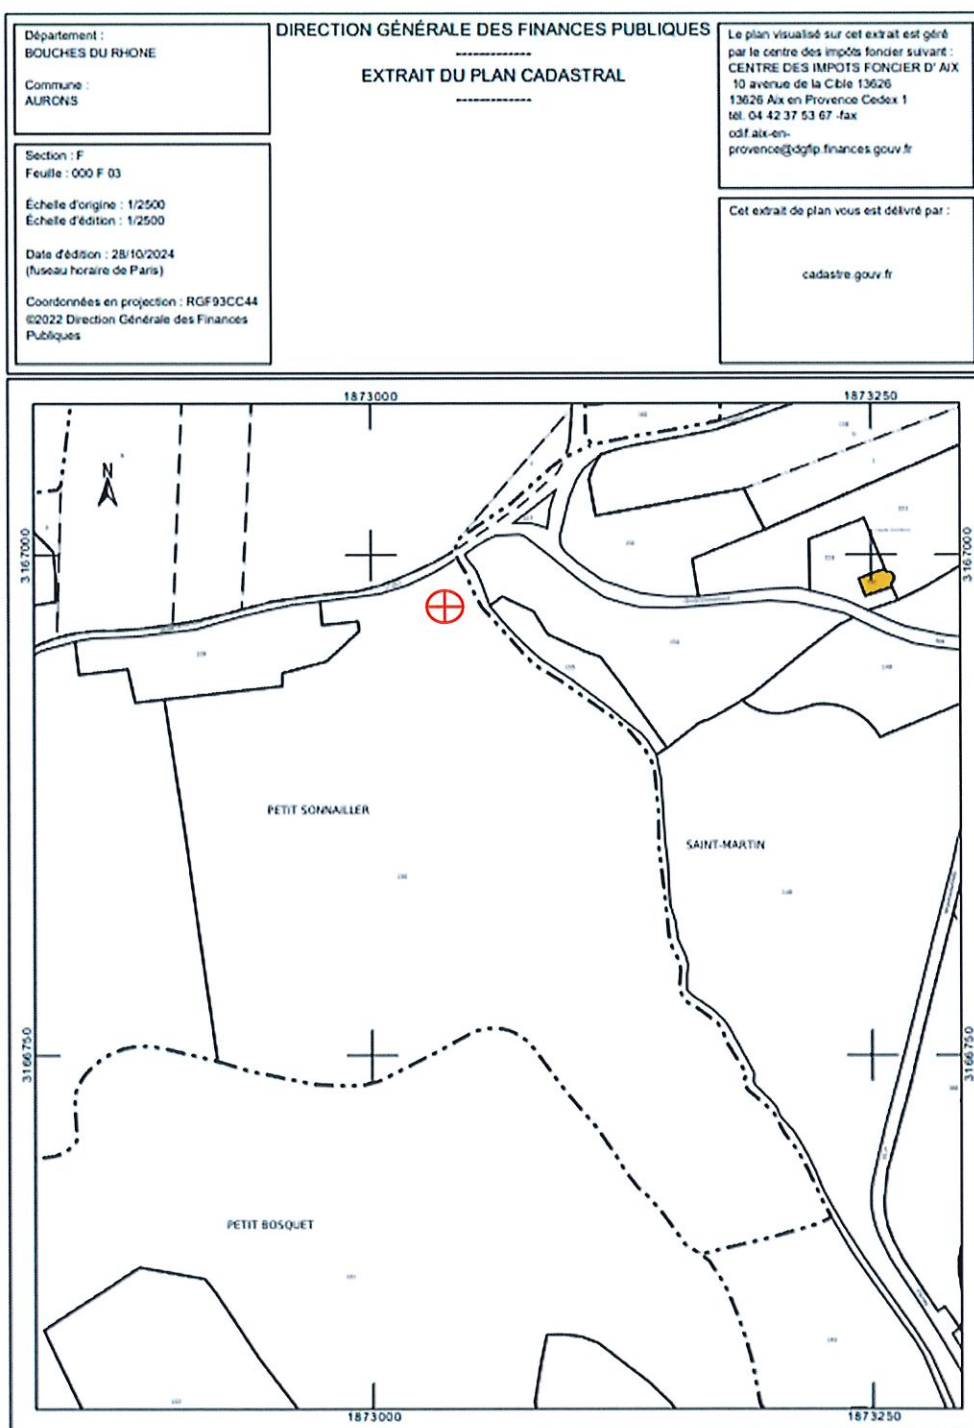 Département :
BOUCHES DU RHONE
Commune :
AURONS
Section : F
Feuille : 000 F 03
Échelle d'origine : 1/2500
Échelle d'édition : 1/2500
Date d'édition : 28/10/2024
(fuseau horaire de Paris)
Coordonnées en projection : RGF93CC44
©2022 Direction Générale des Finances
Publiques
DIRECTION GÉNÉRALE DES FINANCES PUBLIQUES
EXTRAIT DU PLAN CADASTRAL
Le plan visualisé sur cet extrait est géré
par le centre des impôts foncier suivant :
CENTRE DES IMPOTS FONCIER D' AIX
10 avenue de la Cible 13626
13626 Aix en Provence Cedex 1
tél. 04 42 37 53 67 -fax
cdif.aix-en-
provence@dgfip.finances.gouv.fr
Cet extrait de plan vous est délivré par :
cadastre.gouv.fr
1873000
1873250
N
3167000
3167000
PETIT SONNAILLER
SAINT-MARTIN
3166750
3166750
PETIT BOSQUET
1873000
1873250